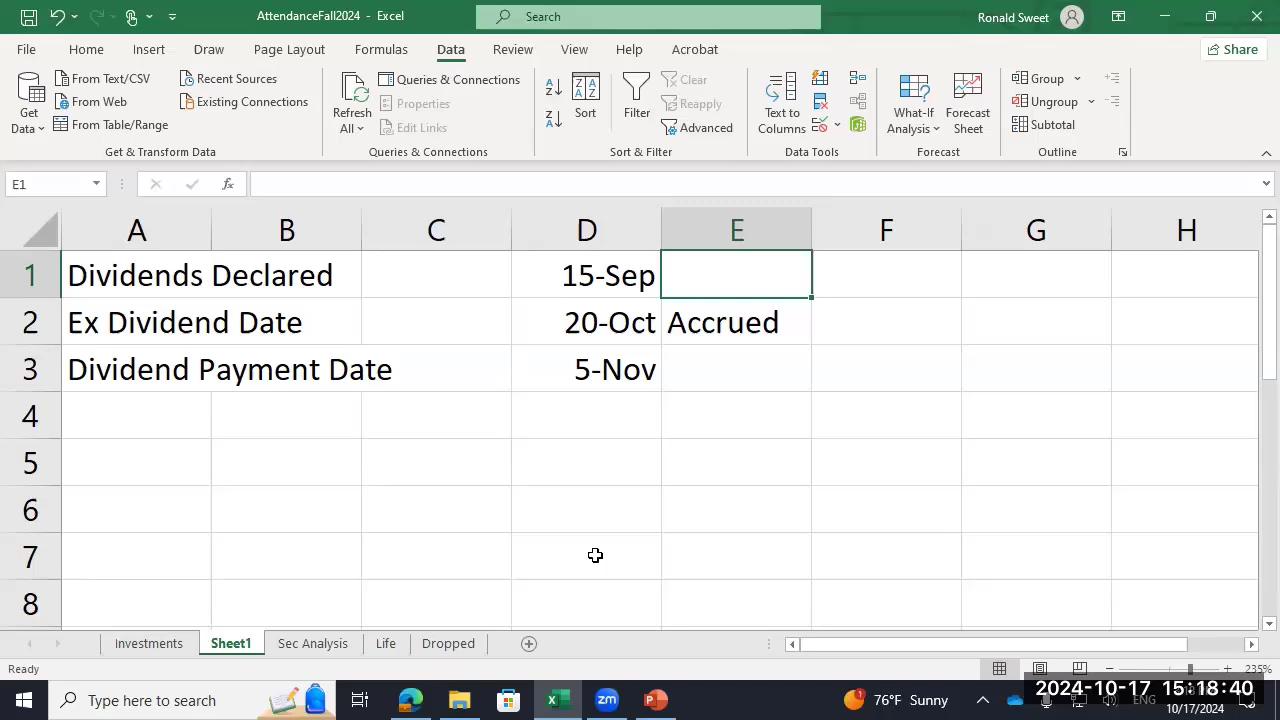 AttendanceFall2024 - Excel
Search
Ronald Sweet
File Home Insert Draw Page Layout Formulas Data Review View Help Acrobat Share
Get Data
From Text/CSV
From Web
From Table/Range
Recent Sources
Existing Connections
Get & Transform Data
Refresh All
Queries & Connections
Properties
Edit Links
Queries & Connections
Sort
Filter
Clear
Reapply
Advanced
Sort & Filter
Text to Columns
Data Tools
What-If Analysis
Forecast Sheet
Forecast
Group
Ungroup
Subtotal
Outline
E1
fx
A B C D E F G H
1 Dividends Declared 15-Sep
2 Ex Dividend Date 20-Oct Accrued
3 Dividend Payment Date 5-Nov
4
5
6
7
8
Investments Sheet1 Sec Analysis Life Dropped
Ready
235%
Type here to search
76°F Sunny
ENG
2024-10-17 15:18:40
10/17/2024